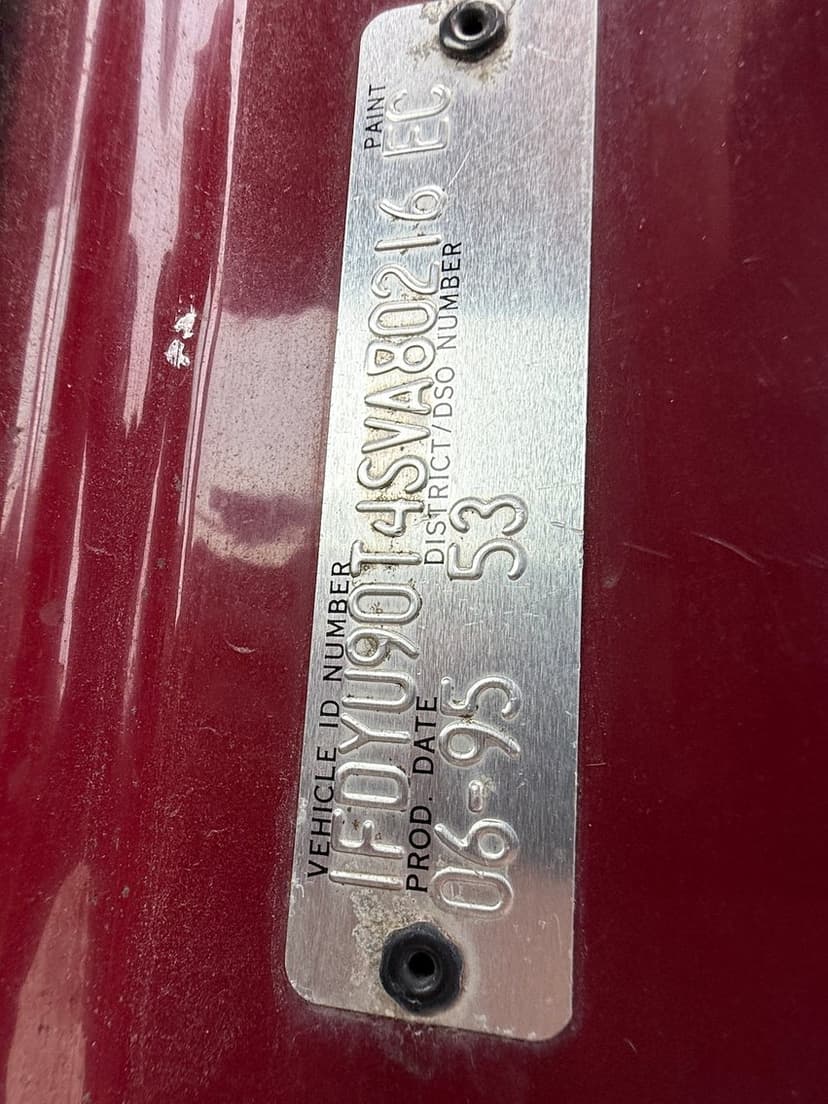 VEHICLE ID NUMBER PAINT
1FDYU90T4SVA80216 EC
PROD. DATE DISTRICT/DSO NUMBER
06-95 53